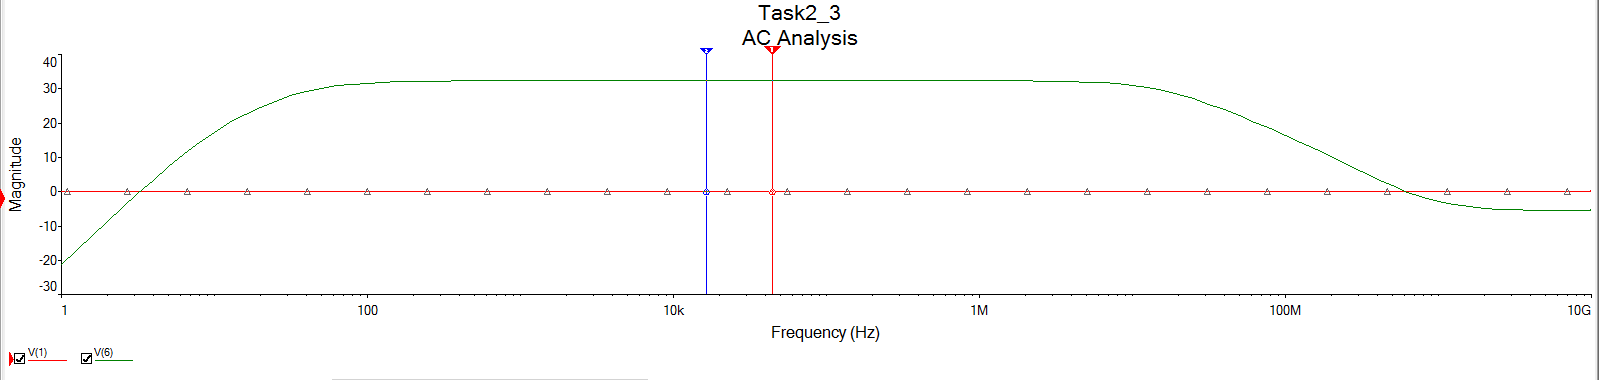 Task2_3
AC Analysis
40
30
20
10
0
-10
-20
-30
Magnitude
1 100 10k 1M 100M 10G
Frequency (Hz)
V(1) V(6)